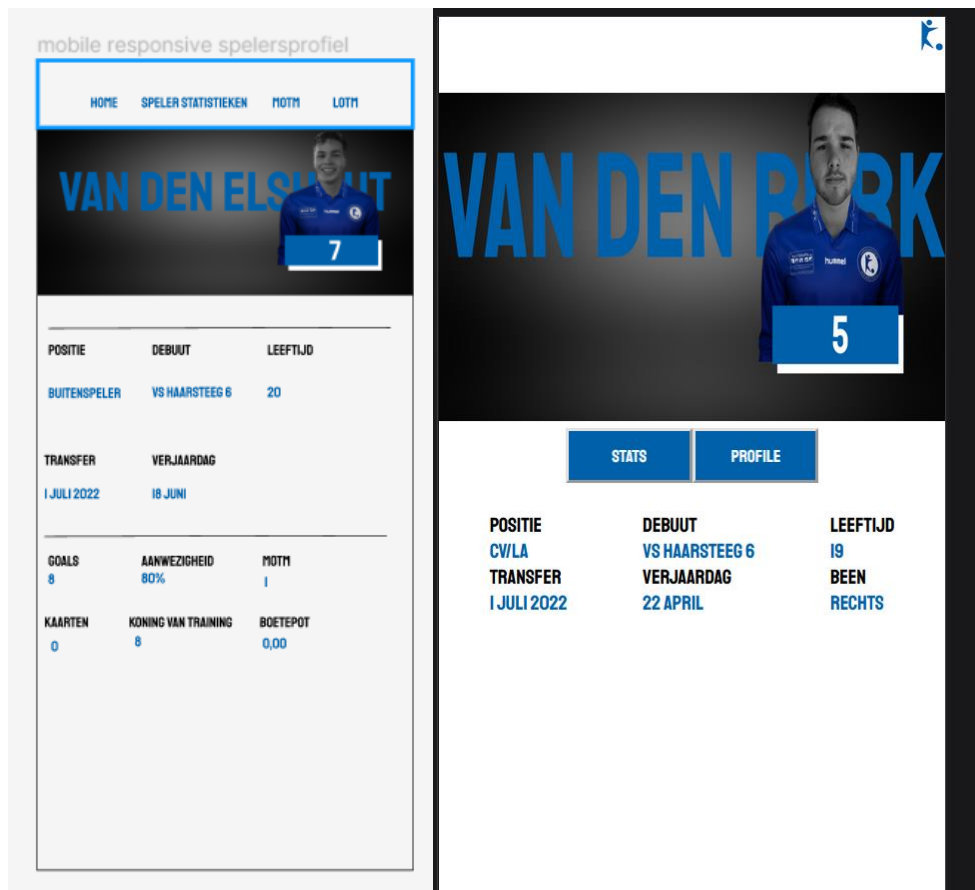 mobile responsive spelersprofiel
HOME SPELER STATISTIEKEN MOTM LOTM
VAN DEN ELSHOUT
7
POSITIE DEBUUT LEEFTIJD
BUITENSPELER VS HAARSTEEG 6 20
TRANSFER VERJAARDAG
1 JULI 2022 18 JUNI
GOALS AANWEZIGHEID MOTM
8 80% 1
KAARTEN KONING VAN TRAINING BOETEPOT
0 8 0,00
VAN DEN
hummel
5
STATS PROFILE
POSITIE DEBUUT LEEFTIJD
CV/LA VS HAARSTEEG 6 19
TRANSFER VERJAARDAG BEEN
1 JULI 2022 22 APRIL RECHTS